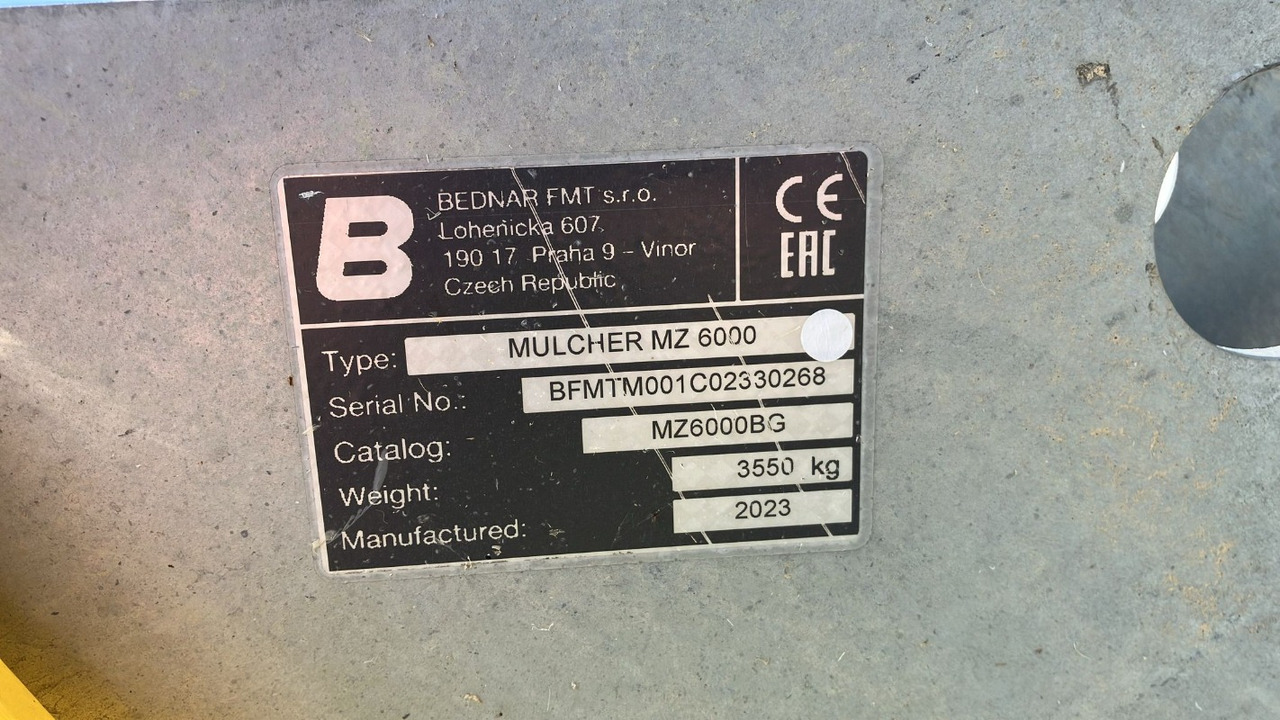 B
BEDNAR FMT s.r.o.
Lohenicka 607,
190 17 Praha 9 – Vinor
Czech Republic
CE
EAC
Type: MULCHER MZ 6000
Serial No.: BFMTM001C02330268
Catalog: MZ6000BG
Weight: 3550 kg
Manufactured: 2023